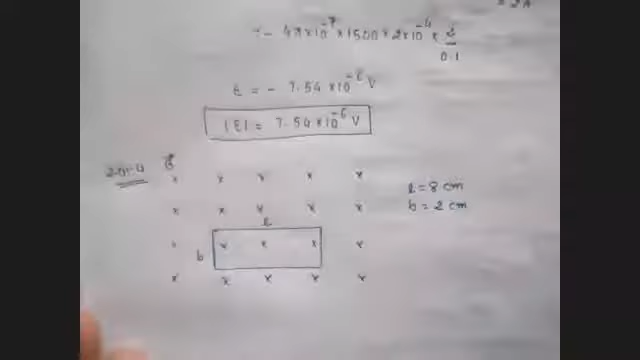 = 2A
= - 4π×10⁻⁷ × 1500 × 2×10⁻⁴ × 2/0.1
ε = - 7.54 ×10⁻⁶ V
|ε| = 7.54 ×10⁻⁶ V
B
x x x x x
l = 8 cm
x x x x x
b = 2 cm
l
x x x x x
b
x x x x x